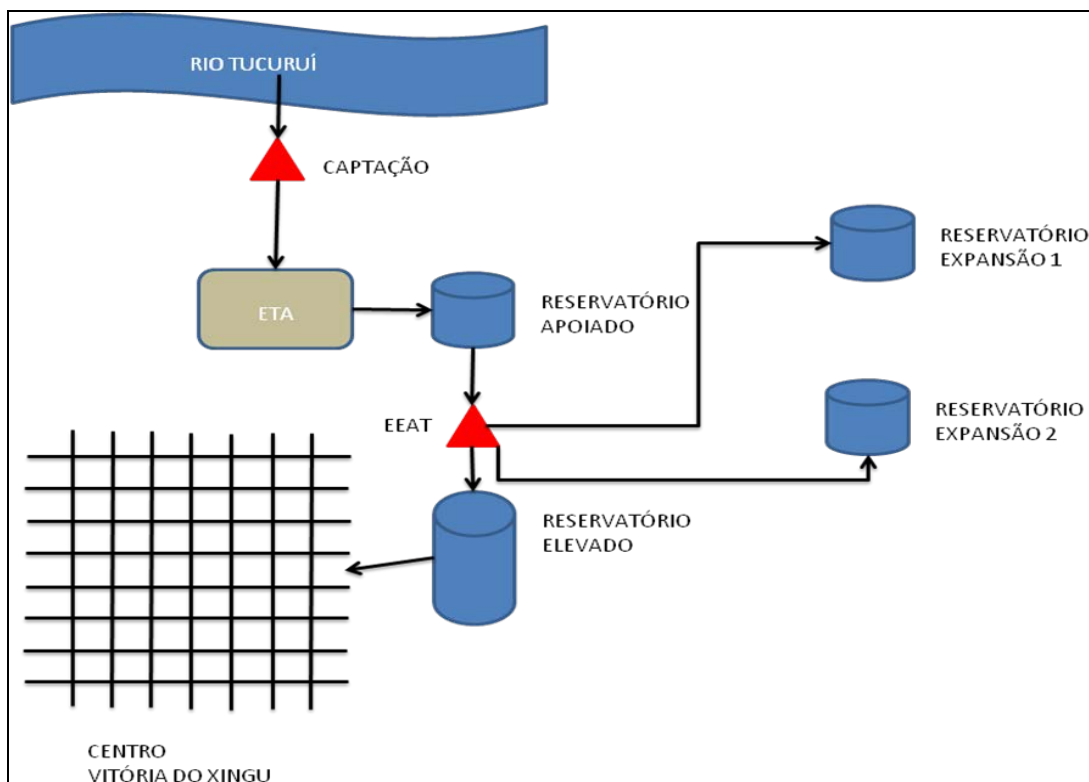 RIO TUCURUÍ
CAPTAÇÃO
RESERVATÓRIO
EXPANSÃO 1
ETA
RESERVATÓRIO
APOIADO
RESERVATÓRIO
EXPANSÃO 2
EEAT
RESERVATÓRIO
ELEVADO
CENTRO
VITÓRIA DO XINGU